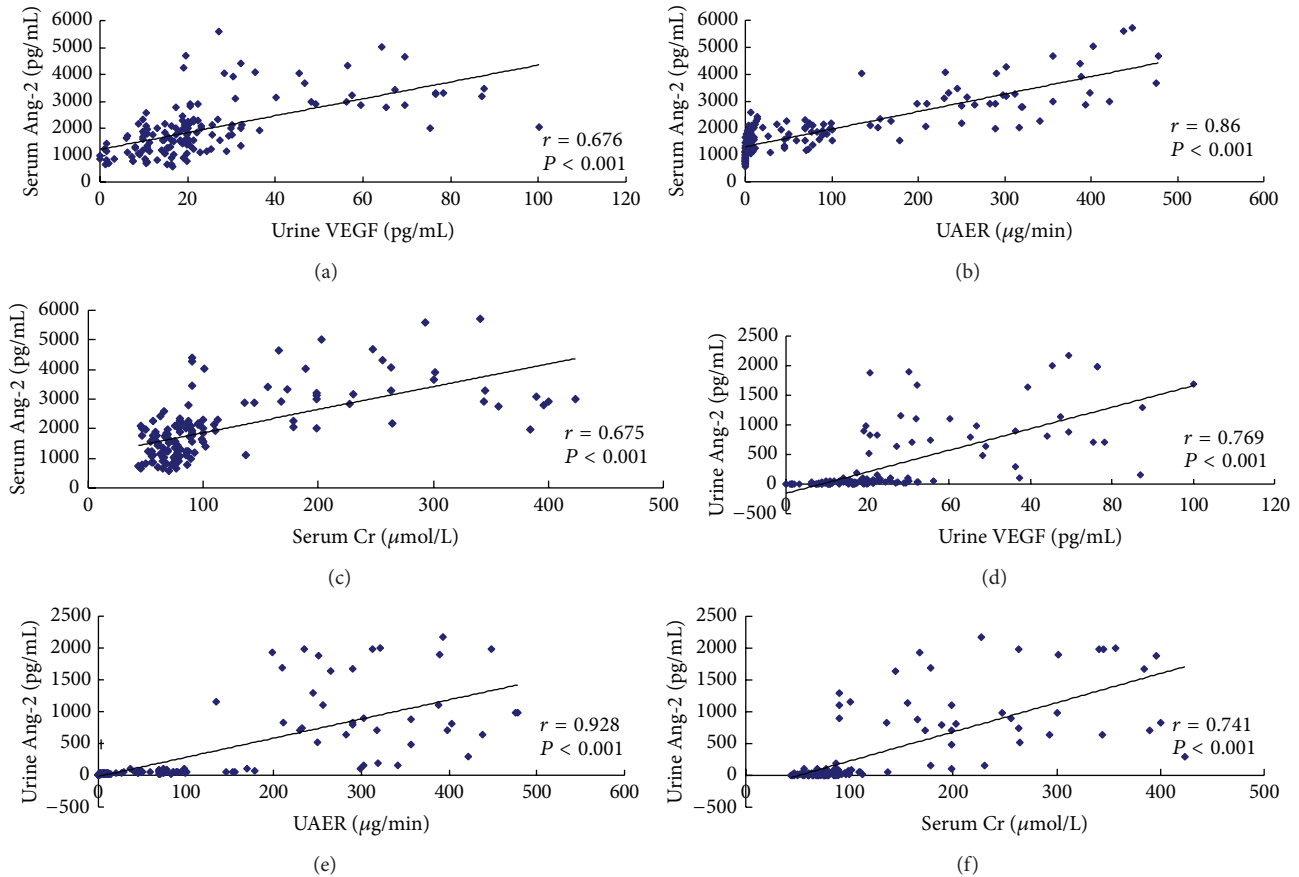 6000
5000
4000
3000
2000
1000
0
Serum Ang-2 (pg/mL)
0 20 40 60 80 100 120
Urine VEGF (pg/mL)
r = 0.676
P < 0.001
(a)
6000
5000
4000
3000
2000
1000
0
Serum Ang-2 (pg/mL)
0 100 200 300 400 500 600
UAER (μg/min)
r = 0.86
P < 0.001
(b)
6000
5000
4000
3000
2000
1000
0
Serum Ang-2 (pg/mL)
0 100 200 300 400 500
Serum Cr (μmol/L)
r = 0.675
P < 0.001
(c)
2500
2000
1500
1000
500
0
−500
Urine Ang-2 (pg/mL)
0 20 40 60 80 100 120
Urine VEGF (pg/mL)
r = 0.769
P < 0.001
(d)
2500
2000
1500
1000
500
0
−500
Urine Ang-2 (pg/mL)
0 100 200 300 400 500 600
UAER (μg/min)
r = 0.928
P < 0.001
(e)
2500
2000
1500
1000
500
0
−500
Urine Ang-2 (pg/mL)
0 100 200 300 400 500
Serum Cr (μmol/L)
r = 0.741
P < 0.001
(f)